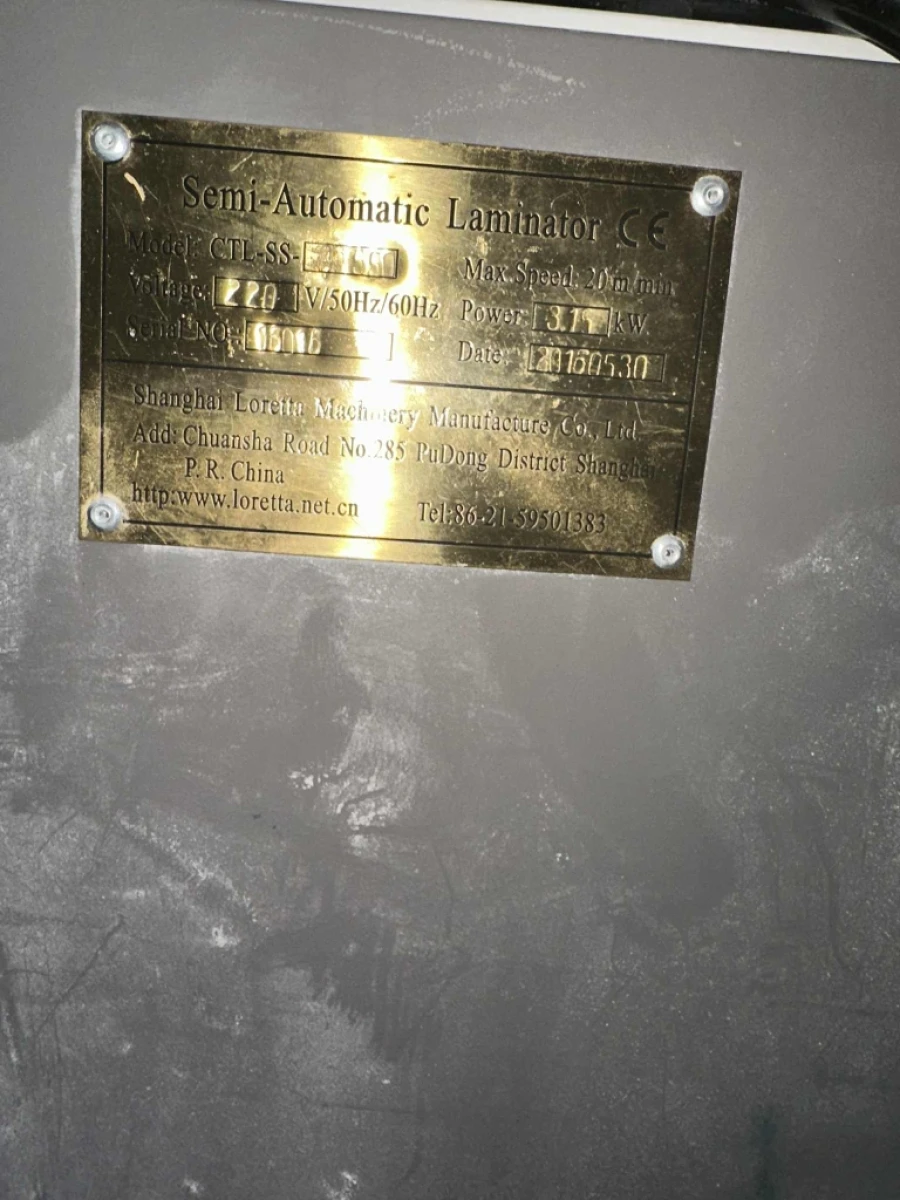 Semi-Automatic Laminator CE
Model: CTL-SS-
Max.Speed: 20 m/min
Voltage: 220 V/50Hz/60Hz
Power: kW
Serial NO.:
Date: 20160530
Shanghai Loretta Machinery Manufacture Co., Ltd
Add: Chuansha Road No.285 PuDong District Shanghai
P. R. China
http:www.loretta.net.cn Tel:86-21-59501383